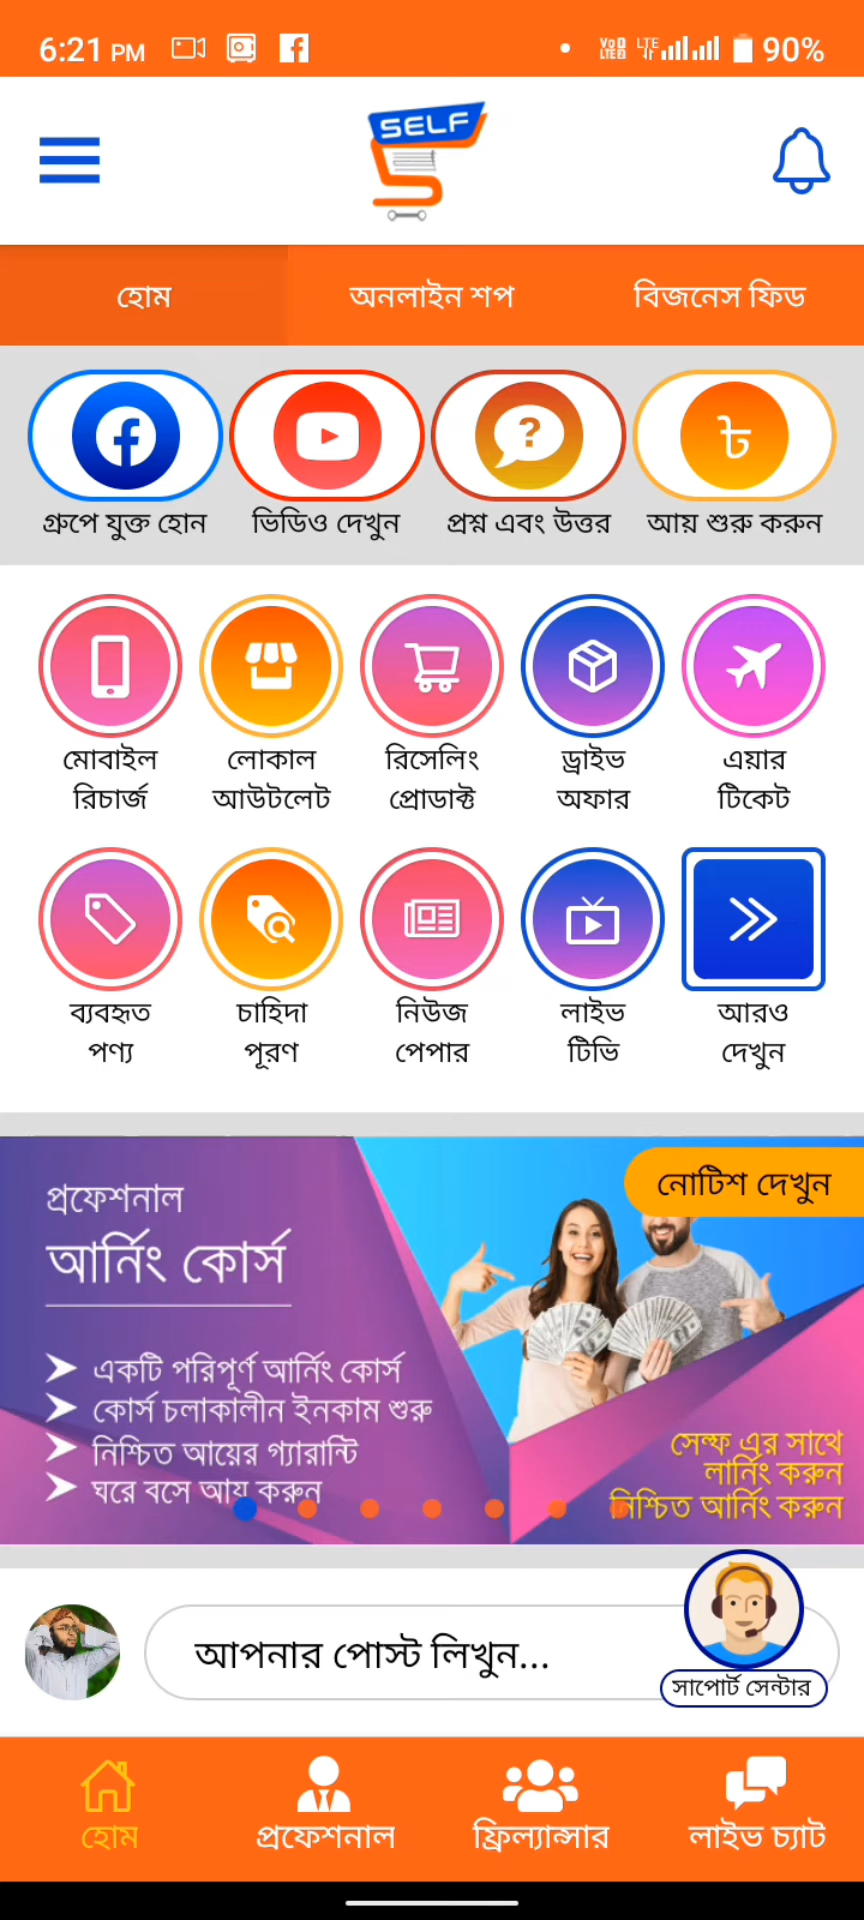 6:21 PM
90%
SELF
হোম
অনলাইন শপ
বিজনেস ফিড
গ্রুপে যুক্ত হোন
ভিডিও দেখুন
প্রশ্ন এবং উত্তর
আয় শুরু করুন
মোবাইল
রিচার্জ
লোকাল
আউটলেট
রিসেলিং
প্রোডাক্ট
ড্রাইভ
অফার
এয়ার
টিকেট
ব্যবহৃত
পণ্য
চাহিদা
পূরণ
নিউজ
পেপার
লাইভ
টিভি
আরও
দেখুন
নোটিশ দেখুন
প্রফেশনাল
আর্নিং কোর্স
একটি পরিপূর্ণ আর্নিং কোর্স
কোর্স চলাকালীন ইনকাম শুরু
নিশ্চিত আয়ের গ্যারান্টি
ঘরে বসে আয় করুন
সেল্ফ এর সাথে
লার্নিং করুন
নিশ্চিত আর্নিং করুন
আপনার পোস্ট লিখুন...
সাপোর্ট সেন্টার
হোম
প্রফেশনাল
ফ্রিল্যান্সার
লাইভ চ্যাট